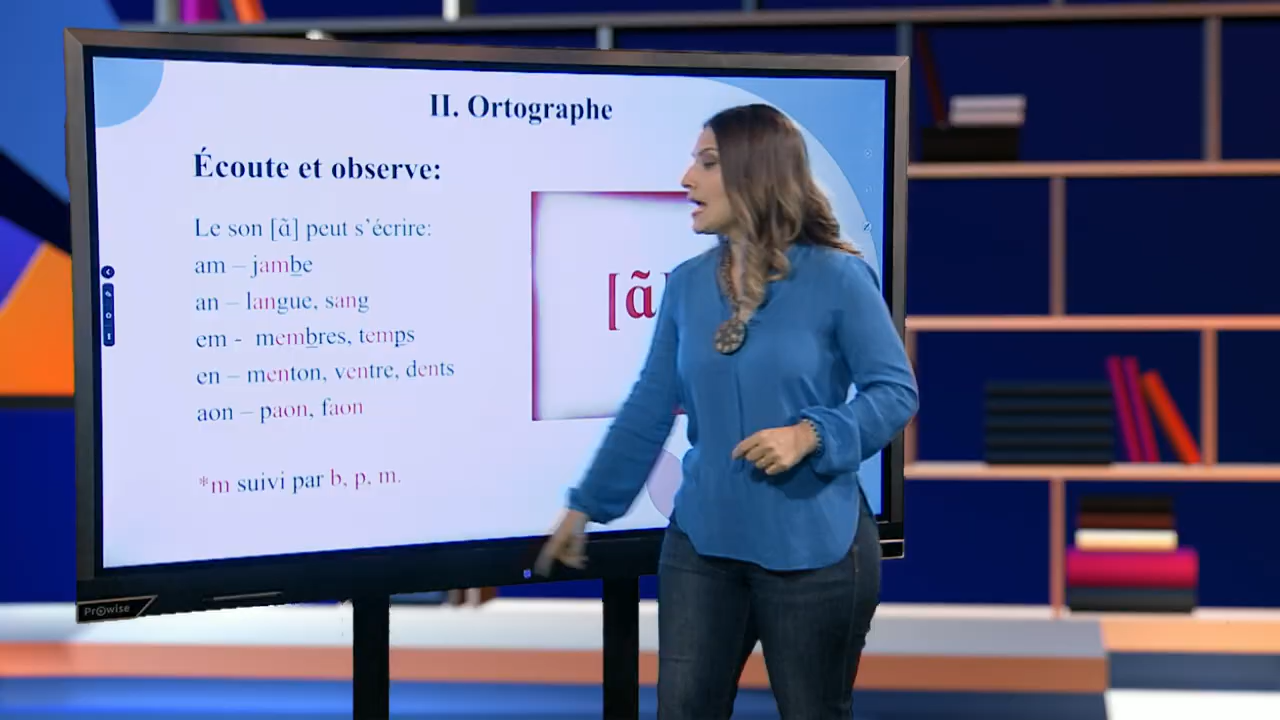 II. Ortographe
Écoute et observe:
Le son [ã] peut s'écrire:
am – jambe
an – langue, sang
em - membres, temps
en – menton, ventre, dents
aon – paon, faon
*m suivi par b, p, m.
[ã]
Prowise